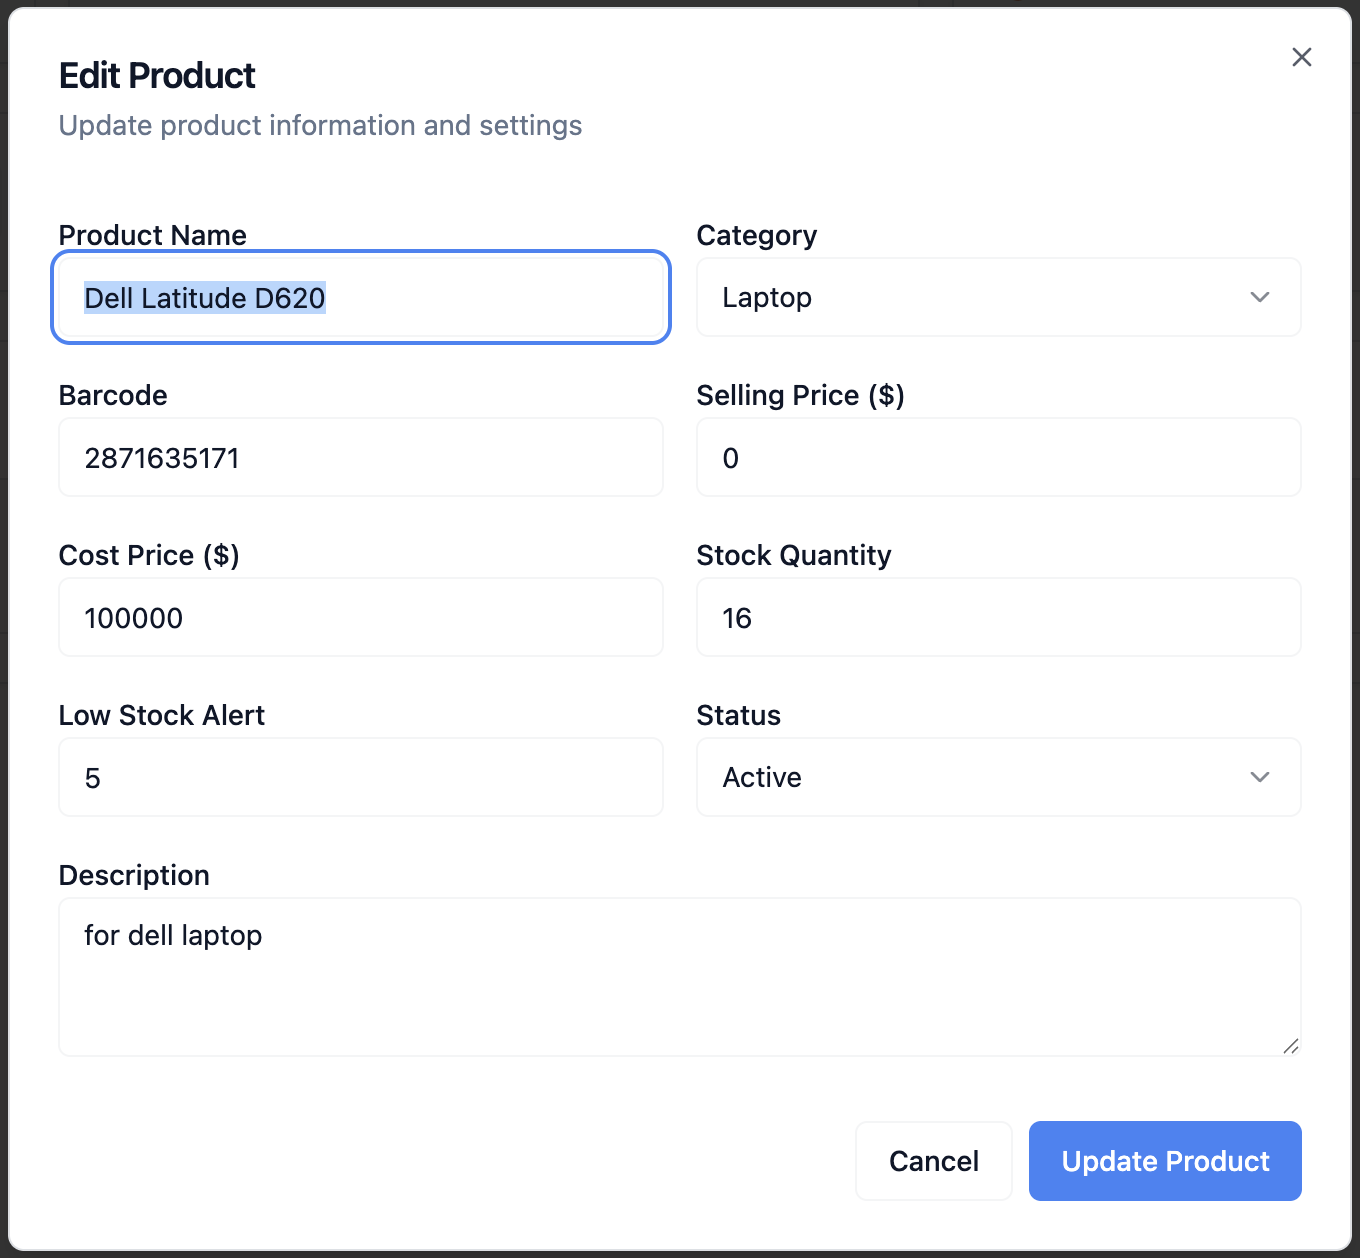 Edit Product
Update product information and settings
Product Name
Category
Dell Latitude D620
Laptop
Barcode
Selling Price ($)
2871635171
0
Cost Price ($)
Stock Quantity
100000
16
Low Stock Alert
Status
5
Active
Description
for dell laptop
Cancel
Update Product